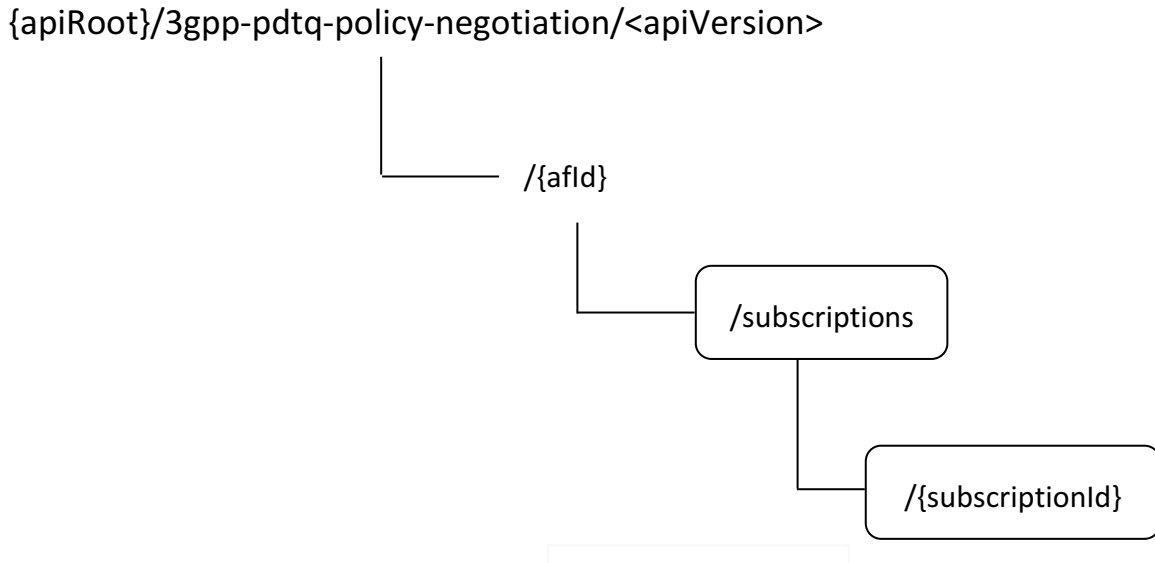 {apiRoot}/3gpp-pdtq-policy-negotiation/<apiVersion>
/{afId}
/subscriptions
/{subscriptionId}